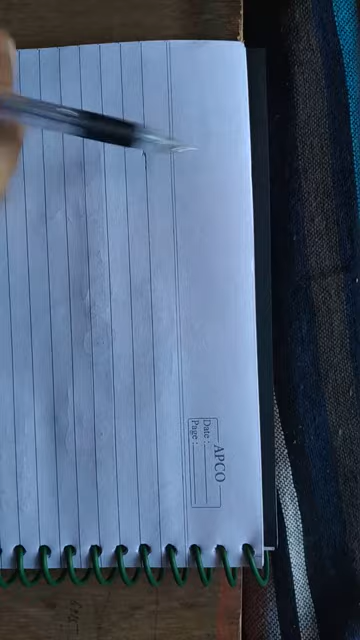 APCO
Date :
Page :